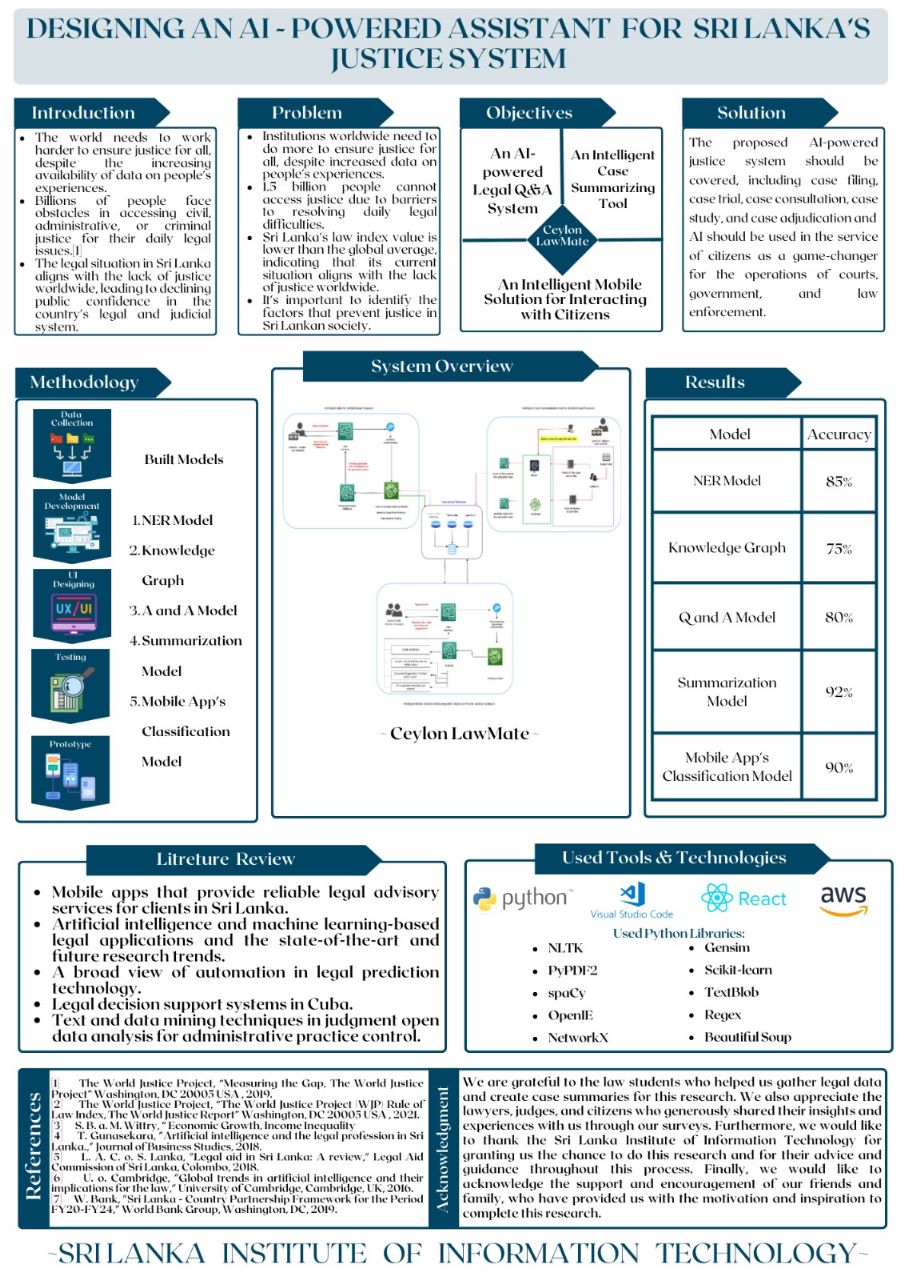 DESIGNING AN AI - POWERED ASSISTANT FOR SRI LANKA'S
JUSTICE SYSTEM
Introduction
The world needs to work
harder to ensure justice for all,
despite the increasing
availability of data on people's
experiences.
Billions of people face
obstacles in accessing civil,
administrative, or criminal
justice for their daily legal
issues.[1]
The legal situation in Sri Lanka
aligns with the lack of justice
worldwide, leading to declining
public confidence in the
country's legal and judicial
system.
Problem
Institutions worldwide need to
do more to ensure justice for
all, despite increased data on
people's experiences.
1.5 billion people cannot
access justice due to barriers
to resolving daily legal
difficulties.
Sri Lanka's law index value is
lower than the global average,
indicating that its current
situation aligns with the lack
of justice worldwide.
It's important to identify the
factors that prevent justice in
Sri Lankan society.
Objectives
An AI-
powered
Legal Q&A
System
An Intelligent
Case
Summarizing
Tool
Ceylon
LawMate
An Intelligent Mobile
Solution for Interacting
with Citizens
Solution
The proposed AI-powered
justice system should be
covered, including case filing,
case trial, case consultation, case
study, and case adjudication and
AI should be used in the service
of citizens as a game-changer
for the operations of courts,
government, and law
enforcement.
Methodology
Data
Collection
Model
Development
UI
Designing
UX/UI
Testing
Prototype
Built Models
1. NER Model
2. Knowledge
Graph
3. A and A Model
4. Summarization
Model
5. Mobile App's
Classification
Model
System Overview
~ Ceylon LawMate ~
Results
Model Accuracy
NER Model 85%
Knowledge Graph 75%
Q and A Model 80%
Summarization
Model 92%
Mobile App's
Classification Model 90%
Litreture Review
Mobile apps that provide reliable legal advisory
services for clients in Sri Lanka.
Artificial intelligence and machine learning-based
legal applications and the state-of-the-art and
future research trends.
A broad view of automation in legal prediction
technology.
Legal decision support systems in Cuba.
Text and data mining techniques in judgment open
data analysis for administrative practice control.
Used Tools & Technologies
python™
Visual Studio Code
React
aws
Used Python Libraries:
NLTK
PyPDF2
spaCy
OpenIE
NetworkX
Gensim
Scikit-learn
TextBlob
Regex
Beautiful Soup
References
[1] The World Justice Project, "Measuring the Gap, The World Justice
Project" Washington, DC 20005 USA , 2019.
[2] The World Justice Project, "The World Justice Project (WJP) Rule of
Law Index, The World Justice Report" Washington, DC 20005 USA , 2021.
[3] S. B. a. M. Wittry, " Economic Growth, Income Inequality
[4] T. Gunasekara, "Artificial intelligence and the legal profession in Sri
Lanka.," Journal of Business Studies, 2018.
[5] L. A. C. o. S. Lanka, "Legal aid in Sri Lanka: A review," Legal Aid
Commission of Sri Lanka, Colombo, 2018.
[6] U. o. Cambridge, "Global trends in artificial intelligence and their
implications for the law," University of Cambridge, Cambridge, UK, 2016.
[7] W. Bank, "Sri Lanka - Country Partnership Framework for the Period
FY20-FY24," World Bank Group, Washington, DC, 2019.
Acknowledgment
We are grateful to the law students who helped us gather legal data
and create case summaries for this research. We also appreciate the
lawyers, judges, and citizens who generously shared their insights and
experiences with us through our surveys. Furthermore, we would like
to thank the Sri Lanka Institute of Information Technology for
granting us the chance to do this research and for their advice and
guidance throughout this process. Finally, we would like to
acknowledge the support and encouragement of our friends and
family, who have provided us with the motivation and inspiration to
complete this research.
~SRI LANKA INSTITUTE OF INFORMATION TECHNOLOGY~